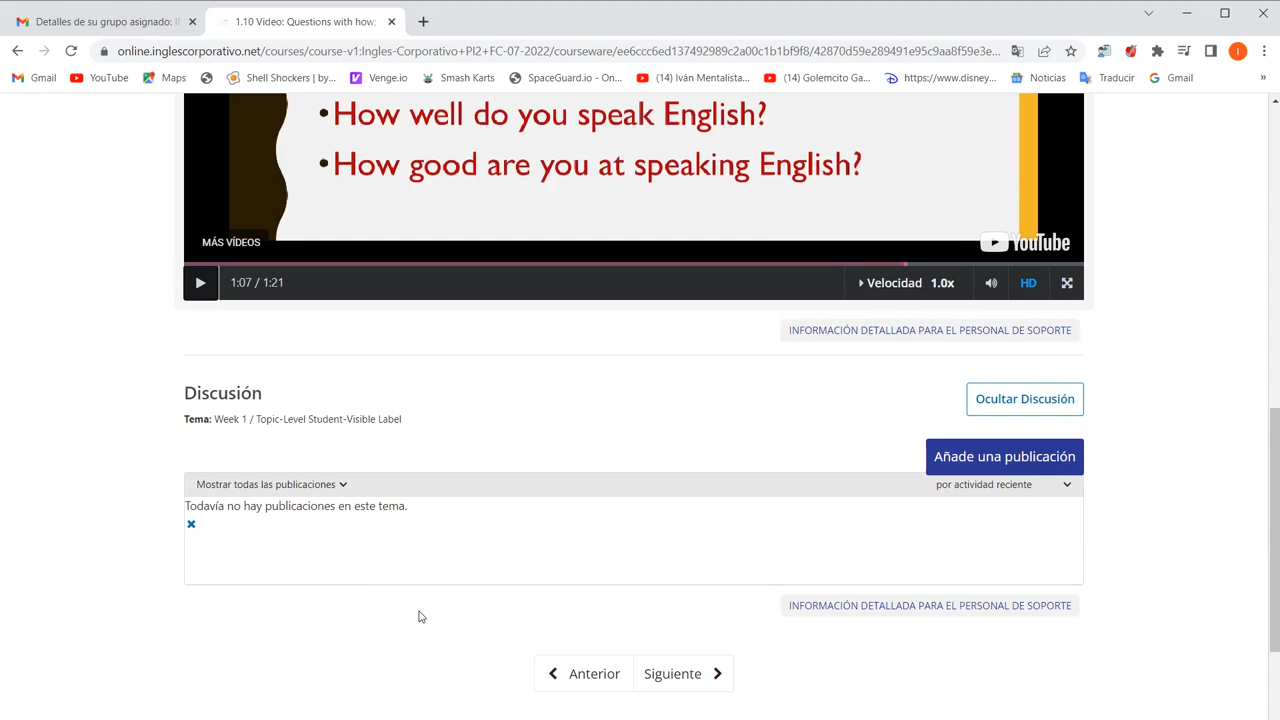 Detalles de su grupo asignado: I
1.10 Video: Questions with how;
online.inglescorporativo.net/courses/course-v1:Ingles-Corporativo+PI2+FC-07-2022/courseware/ee6ccc6ed137492989c2a00c1b1bf9f8/42870d59e289491e95c9aa8f59e3e...
I
Gmail
YouTube
Maps
Shell Shockers | by...
Venge.io
Smash Karts
SpaceGuard.io - On...
(14) Iván Mentalista...
(14) Golemcito Ga...
https://www.disney...
Noticias
Traducir
Gmail
»
•How well do you speak English?
•How good are you at speaking English?
MÁS VÍDEOS
YouTube
1:07 / 1:21
Velocidad 1.0x
HD
INFORMACIÓN DETALLADA PARA EL PERSONAL DE SOPORTE
Discusión
Ocultar Discusión
Tema: Week 1 / Topic-Level Student-Visible Label
Añade una publicación
Mostrar todas las publicaciones
por actividad reciente
Todavía no hay publicaciones en este tema.
INFORMACIÓN DETALLADA PARA EL PERSONAL DE SOPORTE
Anterior
Siguiente